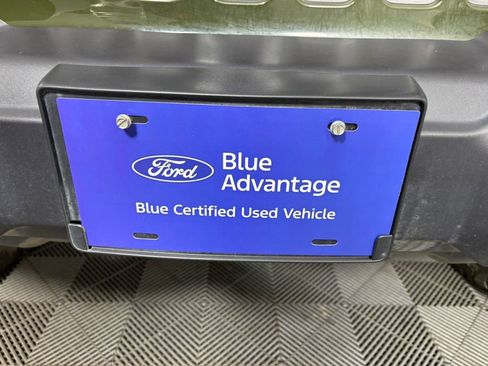 Ford
Blue
Advantage
Blue Certified Used Vehicle